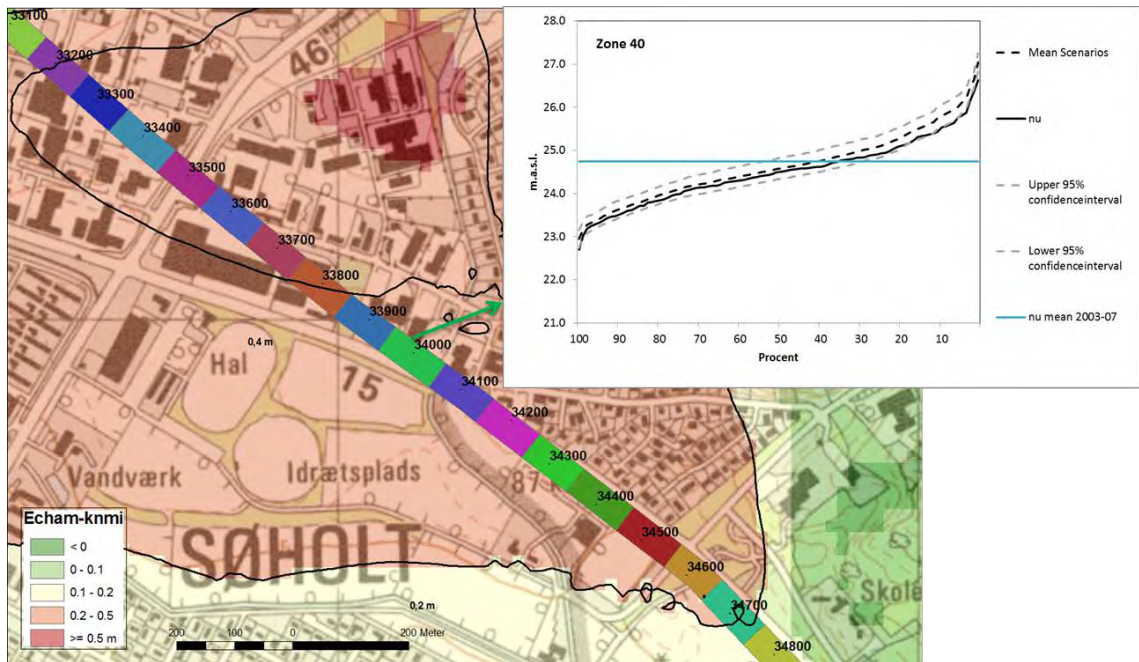 33100
33200
33300
33400
33500
33600
33700
33800
33900
34000
34100
34200
34300
34400
34500
34600
34700
34800
46
0,4 m
Hal
15
Vandværk
Idrætsplads
87
SØHOLT
Skole
0,2 m
Echam-knmi
< 0
0 - 0.1
0.1 - 0.2
0.2 - 0.5
>= 0.5 m
200 100 0 200 Meter
Zone 40
m.a.s.l.
28.0
27.0
26.0
25.0
24.0
23.0
22.0
21.0
100 90 80 70 60 50 40 30 20 10
Procent
Mean Scenarios
nu
Upper 95%
confidenceinterval
Lower 95%
confidenceinterval
nu mean 2003-07